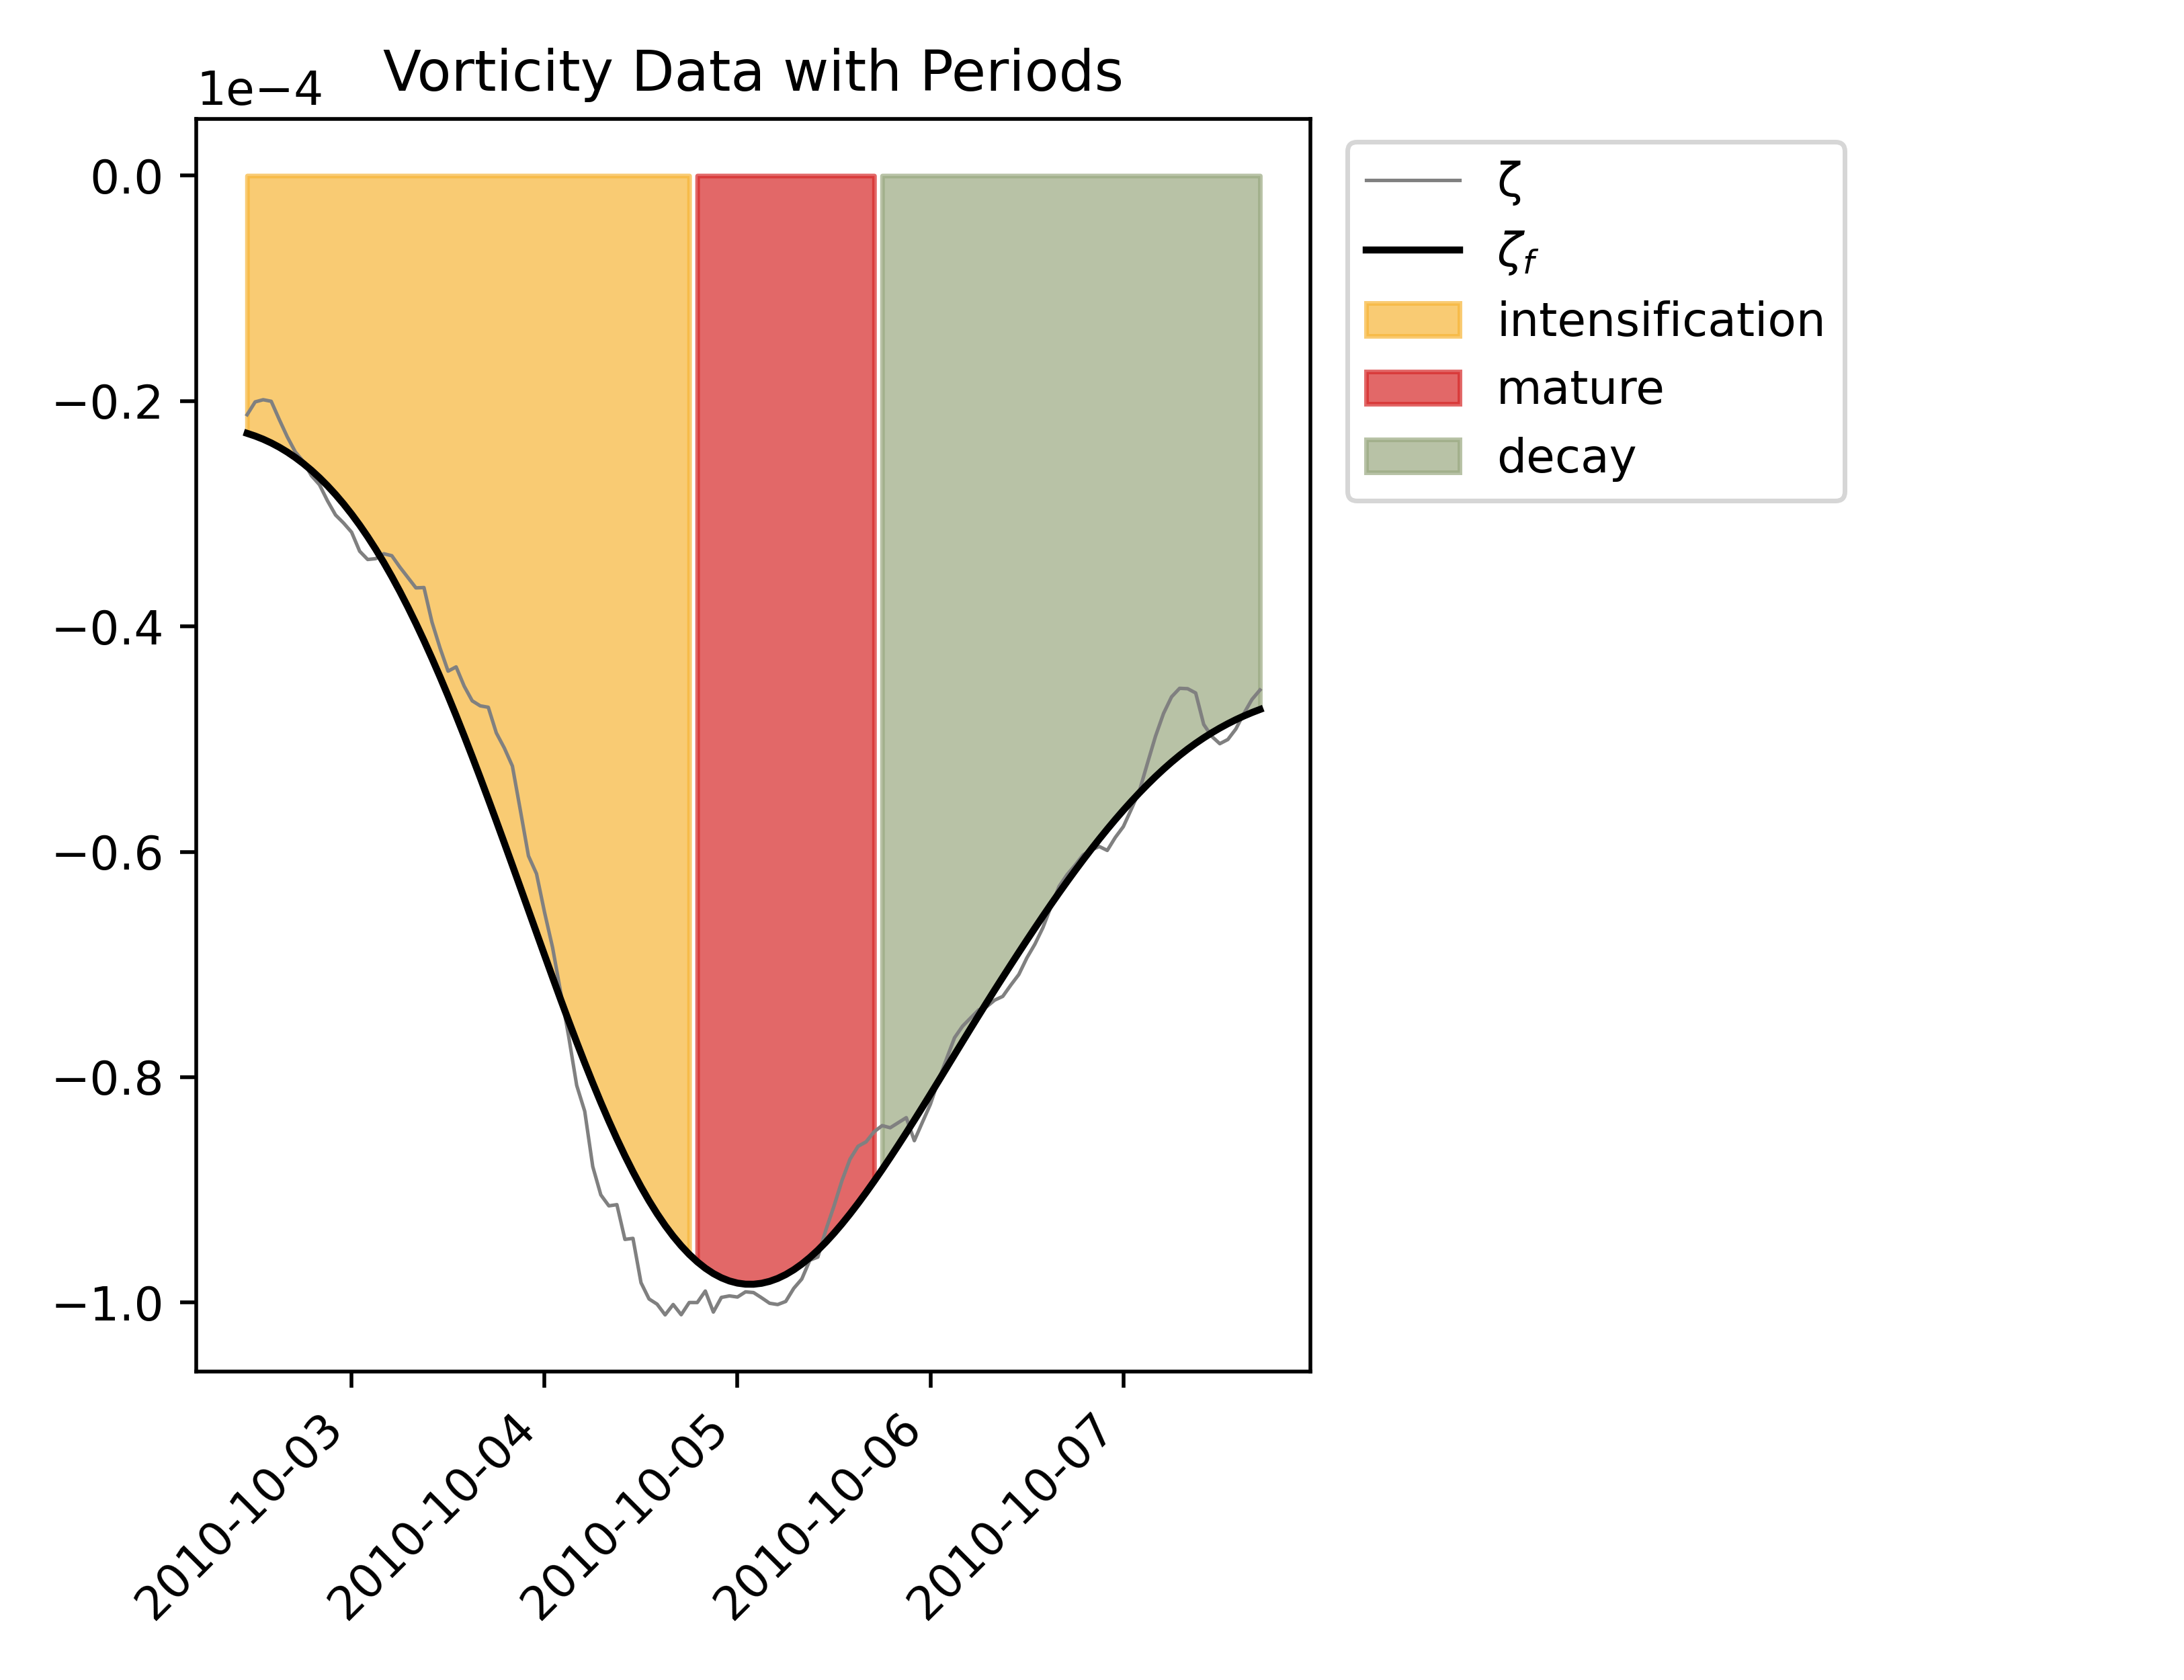 Vorticity Data with Periods
1e−4
0.0
−0.2
−0.4
−0.6
−0.8
−1.0
2010-10-03
2010-10-04
2010-10-05
2010-10-06
2010-10-07
ζ
ζf
intensification
mature
decay